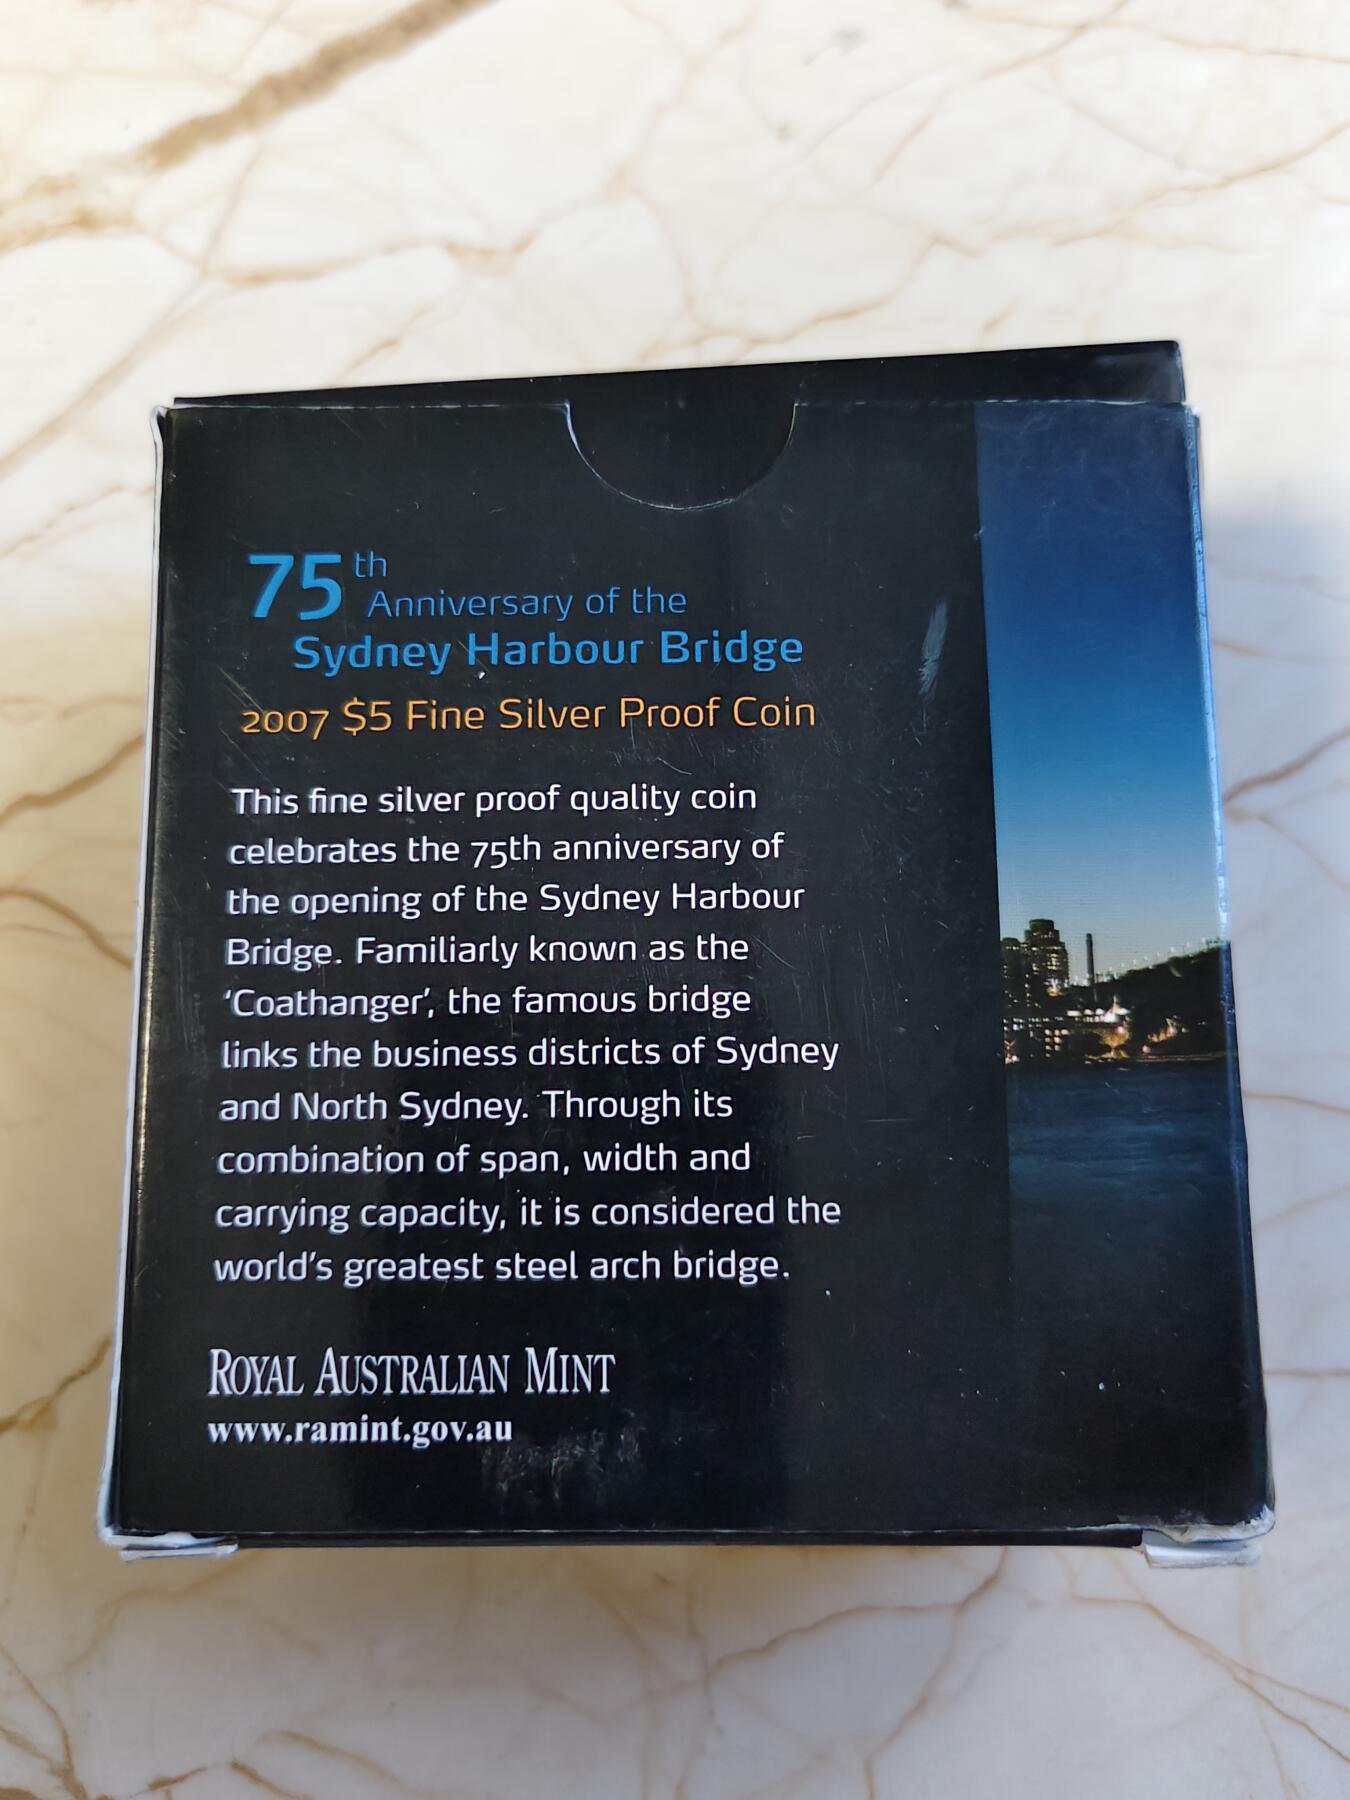 75th
Anniversary of the
Sydney Harbour Bridge
2007 $5 Fine Silver Proof Coin
This fine silver proof quality coin
celebrates the 75th anniversary of
the opening of the Sydney Harbour
Bridge. Familiarly known as the
‘Coathanger’, the famous bridge
links the business districts of Sydney
and North Sydney. Through its
combination of span, width and
carrying capacity, it is considered the
world’s greatest steel arch bridge.
ROYAL AUSTRALIAN MINT
www.ramint.gov.au